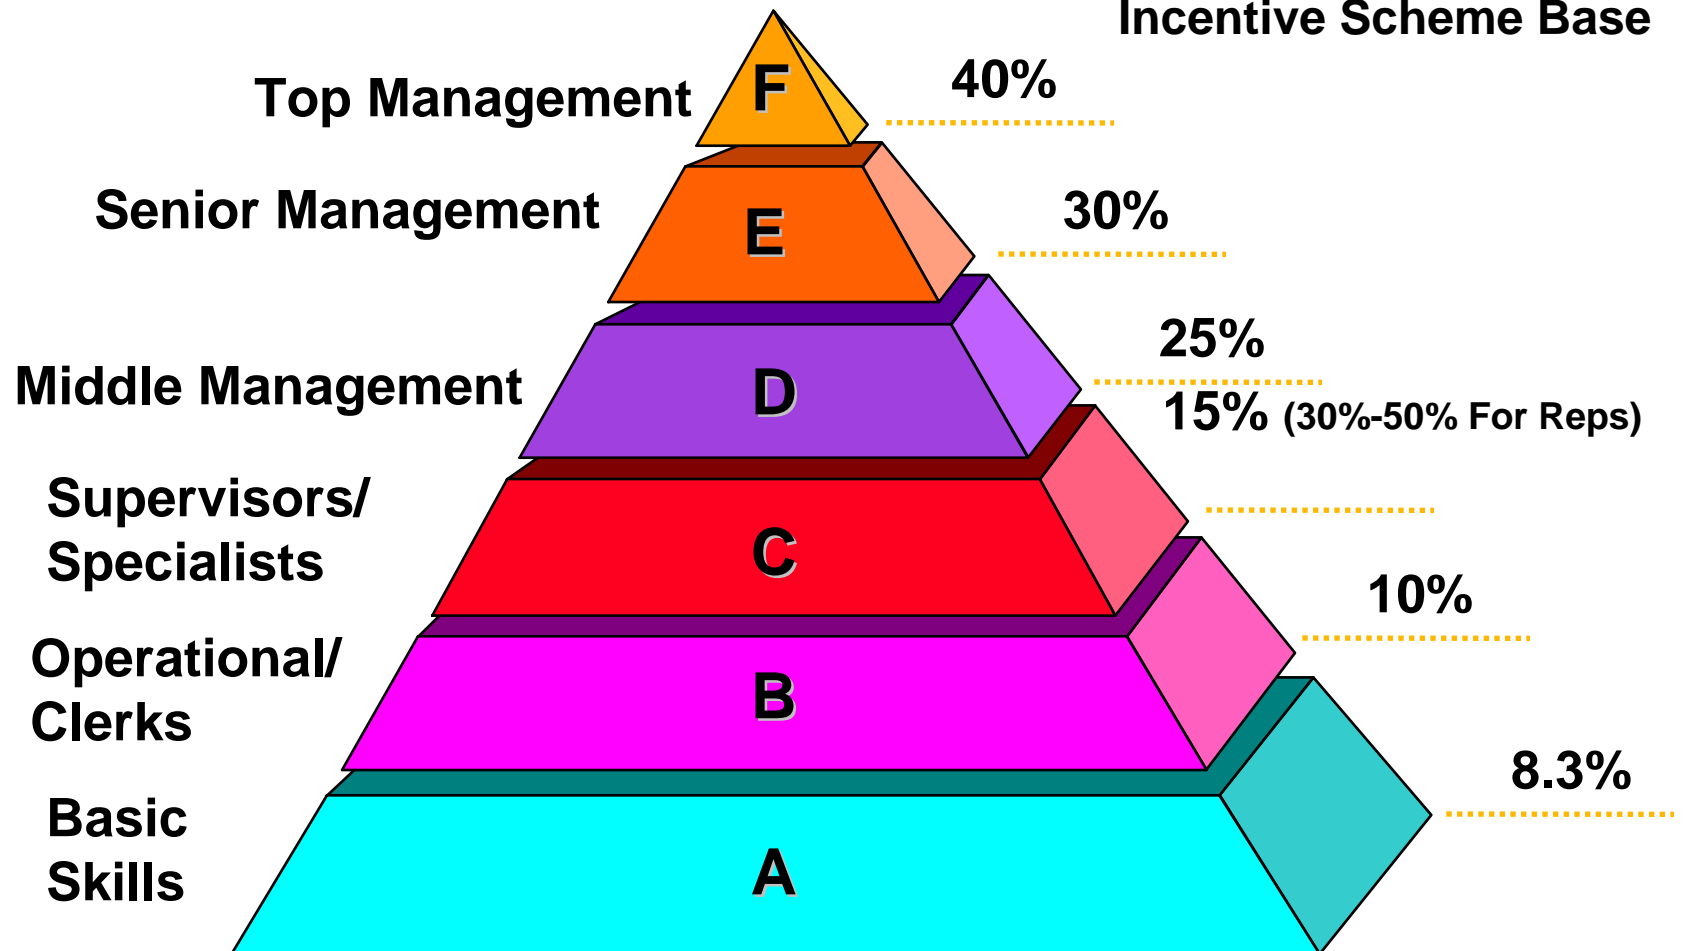 Incentive Scheme Base
Top Management
F
40%
Senior Management
E
30%
Middle Management
D
25%
15% (30%-50% For Reps)
Supervisors/
Specialists
C
Operational/
Clerks
B
10%
Basic
Skills
A
8.3%